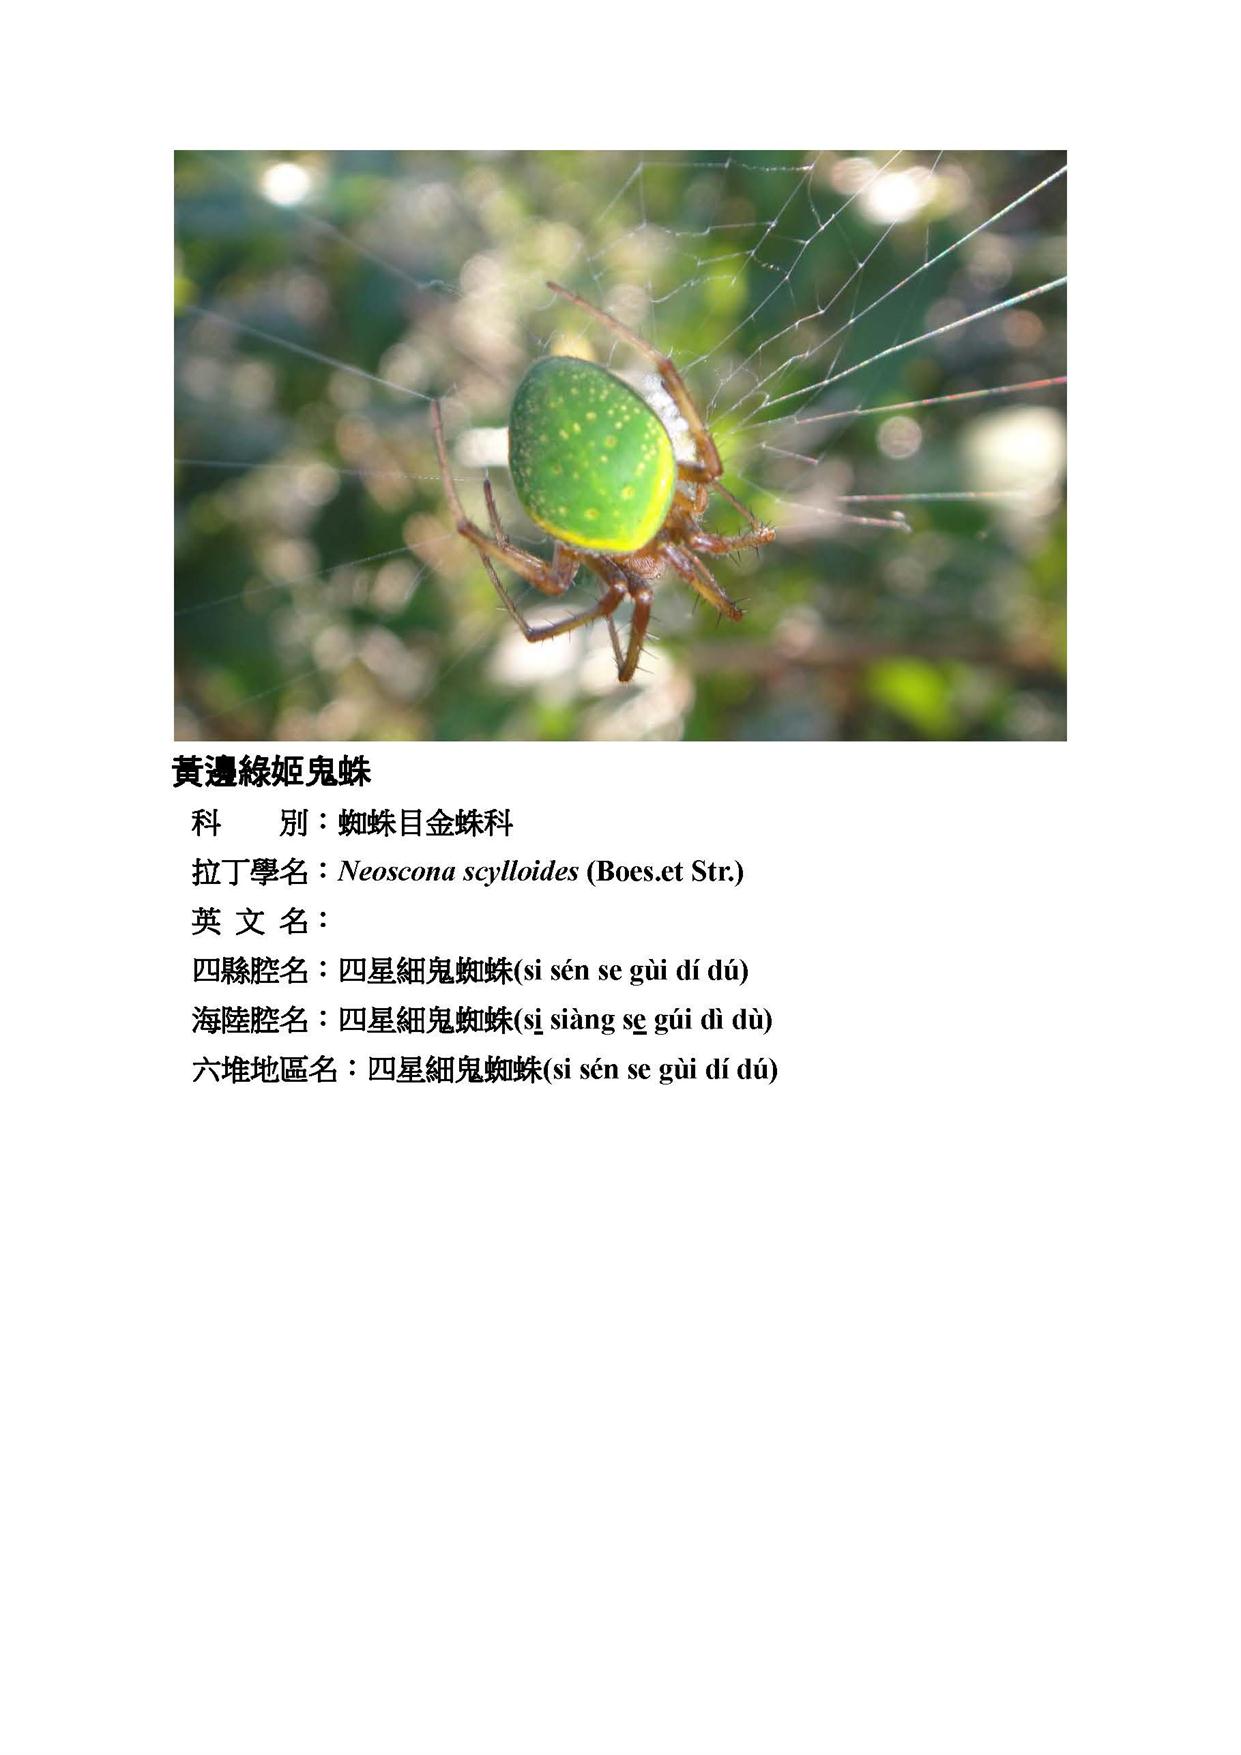 黃邊綠姬鬼蛛
科　　別：蜘蛛目金蛛科
拉丁學名：Neoscona scylloides (Boes.et Str.)
英 文 名：
四縣腔名：四星細鬼蜘蛛(si sén se gùi dí dú)
海陸腔名：四星細鬼蜘蛛(si siàng se gúi dì dù)
六堆地區名：四星細鬼蜘蛛(si sén se gùi dí dú)